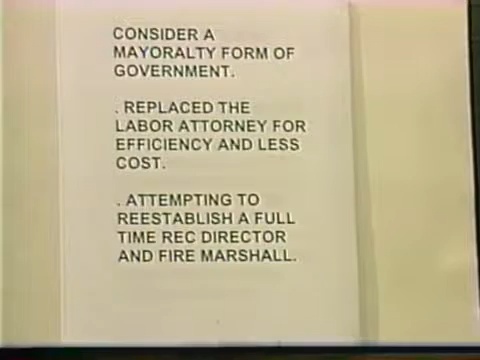 CONSIDER A
MAYORALTY FORM OF
GOVERNMENT.
. REPLACED THE
LABOR ATTORNEY FOR
EFFICIENCY AND LESS
COST.
. ATTEMPTING TO
REESTABLISH A FULL
TIME REC DIRECTOR
AND FIRE MARSHALL.